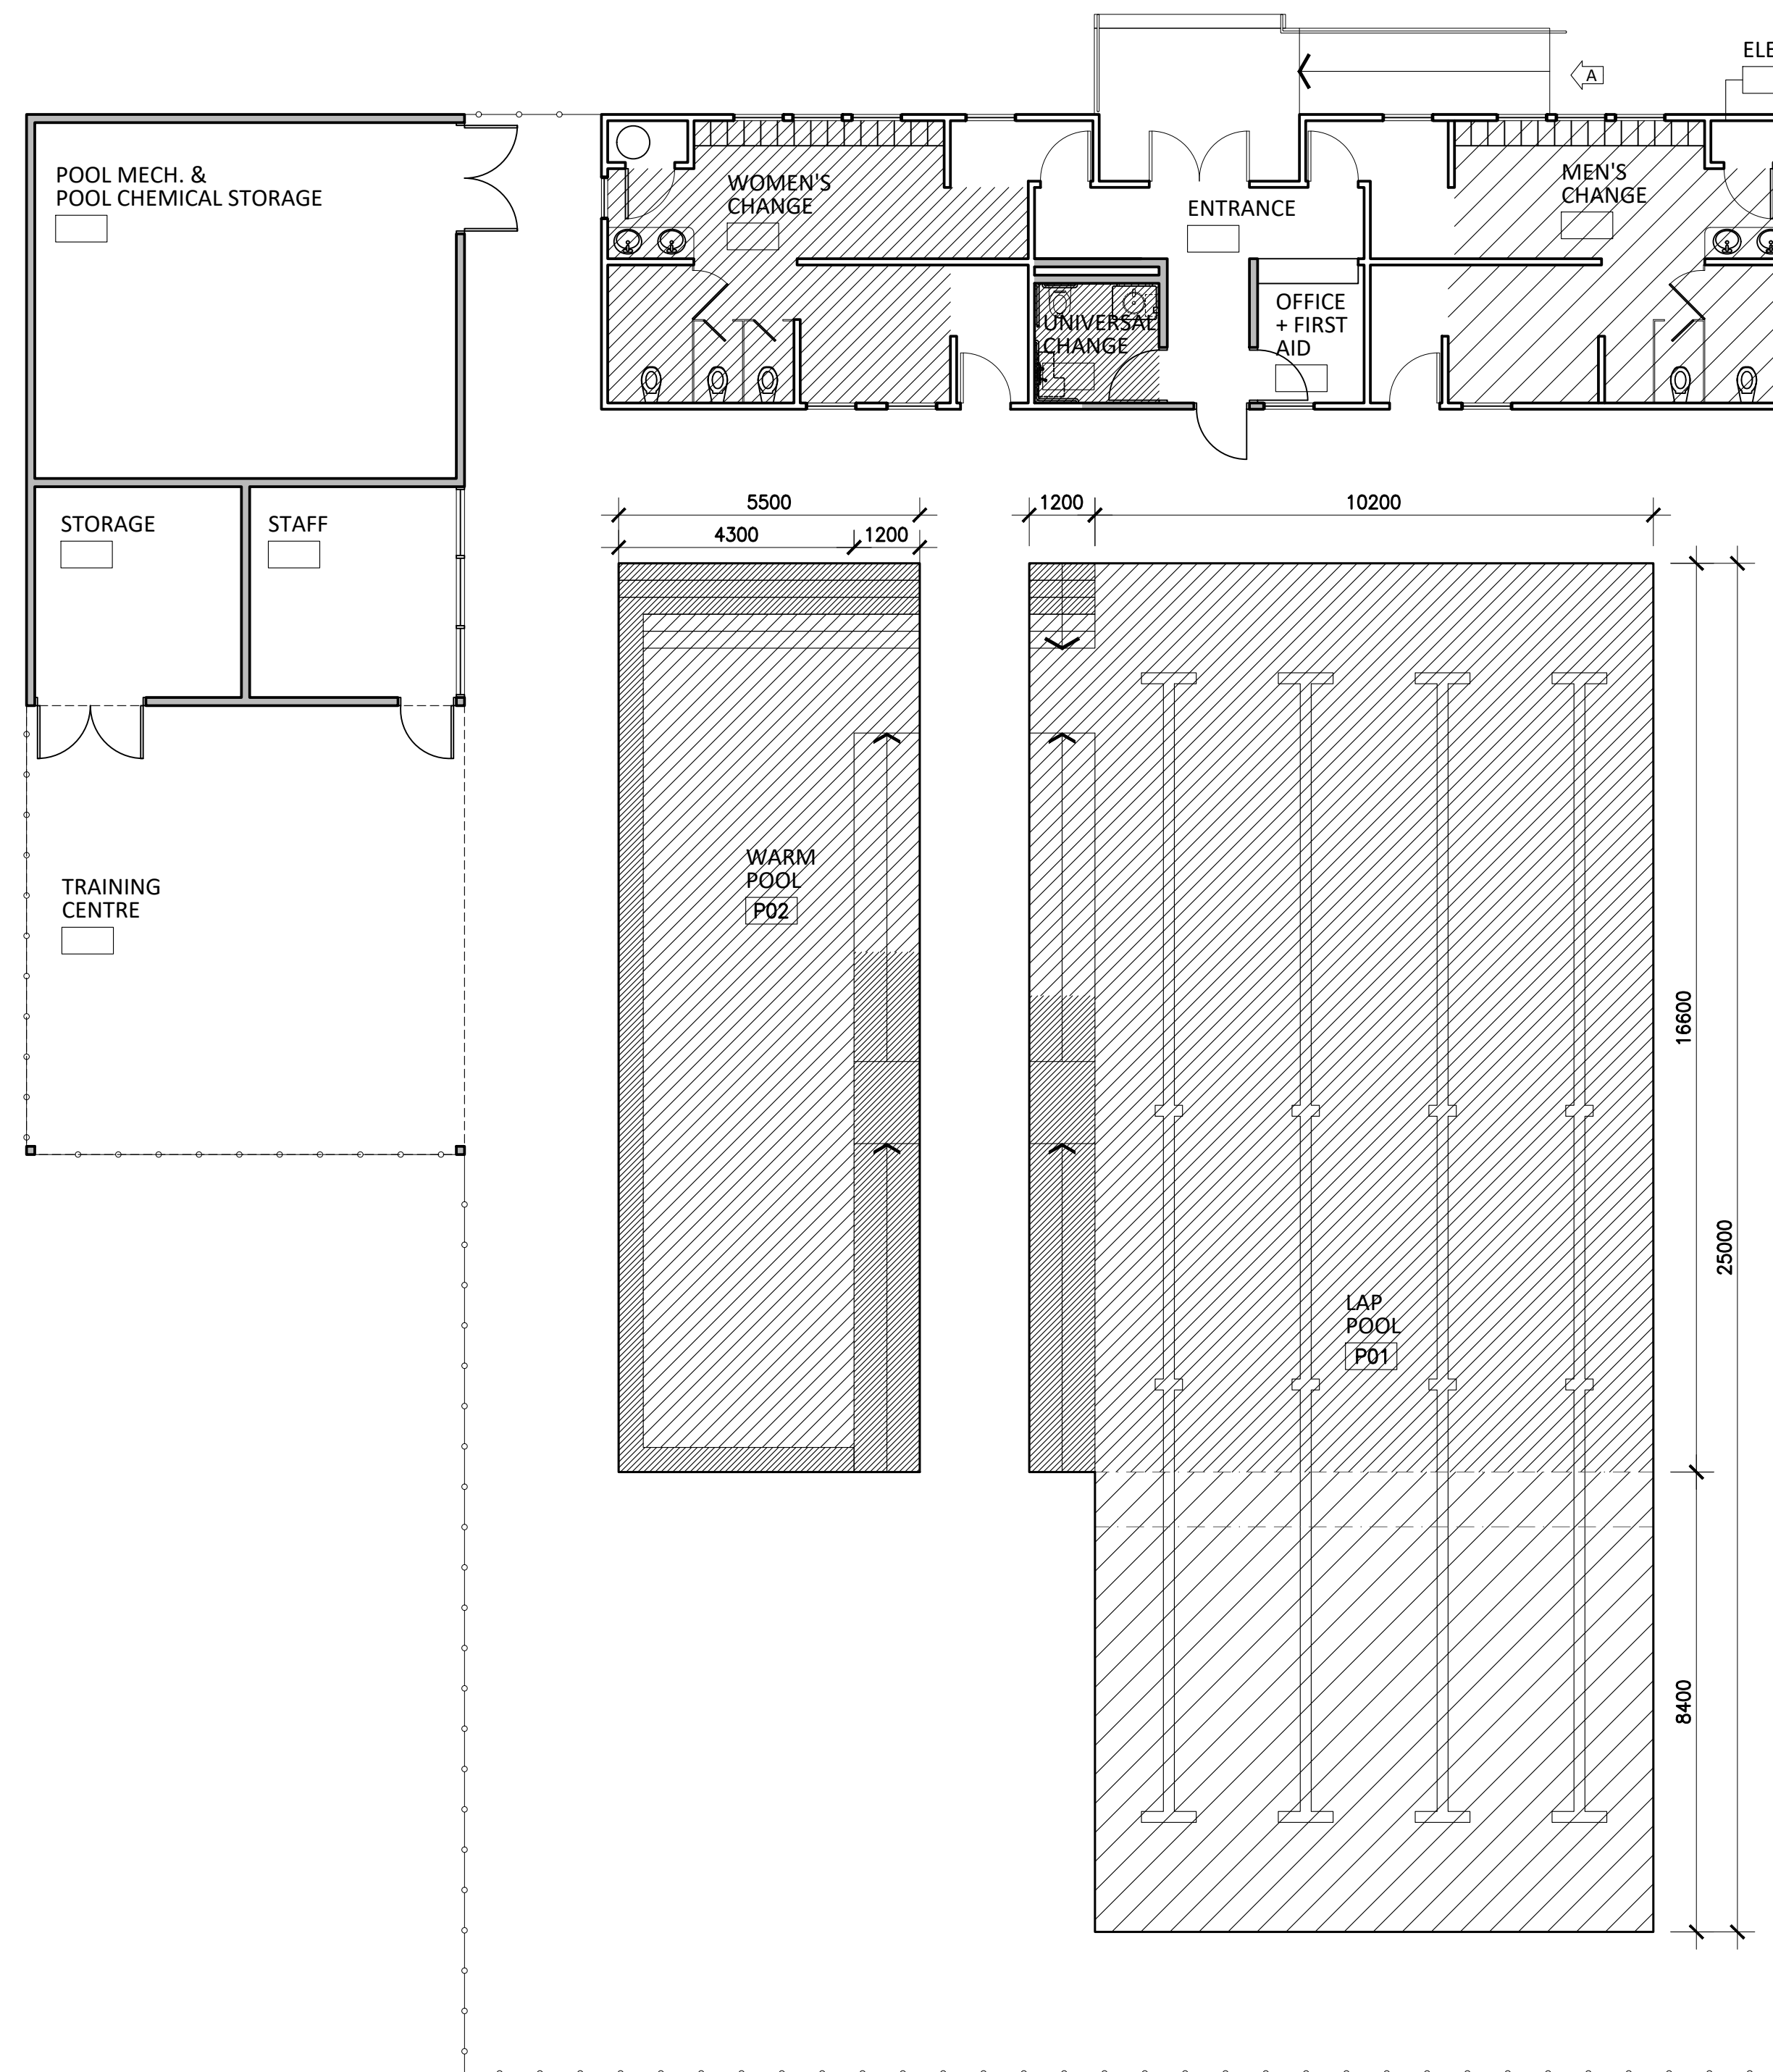 ELE
A
POOL MECH. &
POOL CHEMICAL STORAGE
WOMEN'S
CHANGE
ENTRANCE
MEN'S
CHANGE
UNIVERSAL
CHANGE
OFFICE
+ FIRST
AID
STORAGE
STAFF
5500
4300
1200
1200
10200
WARM
POOL
P02
TRAINING
CENTRE
16600
25000
LAP
POOL
P01
8400